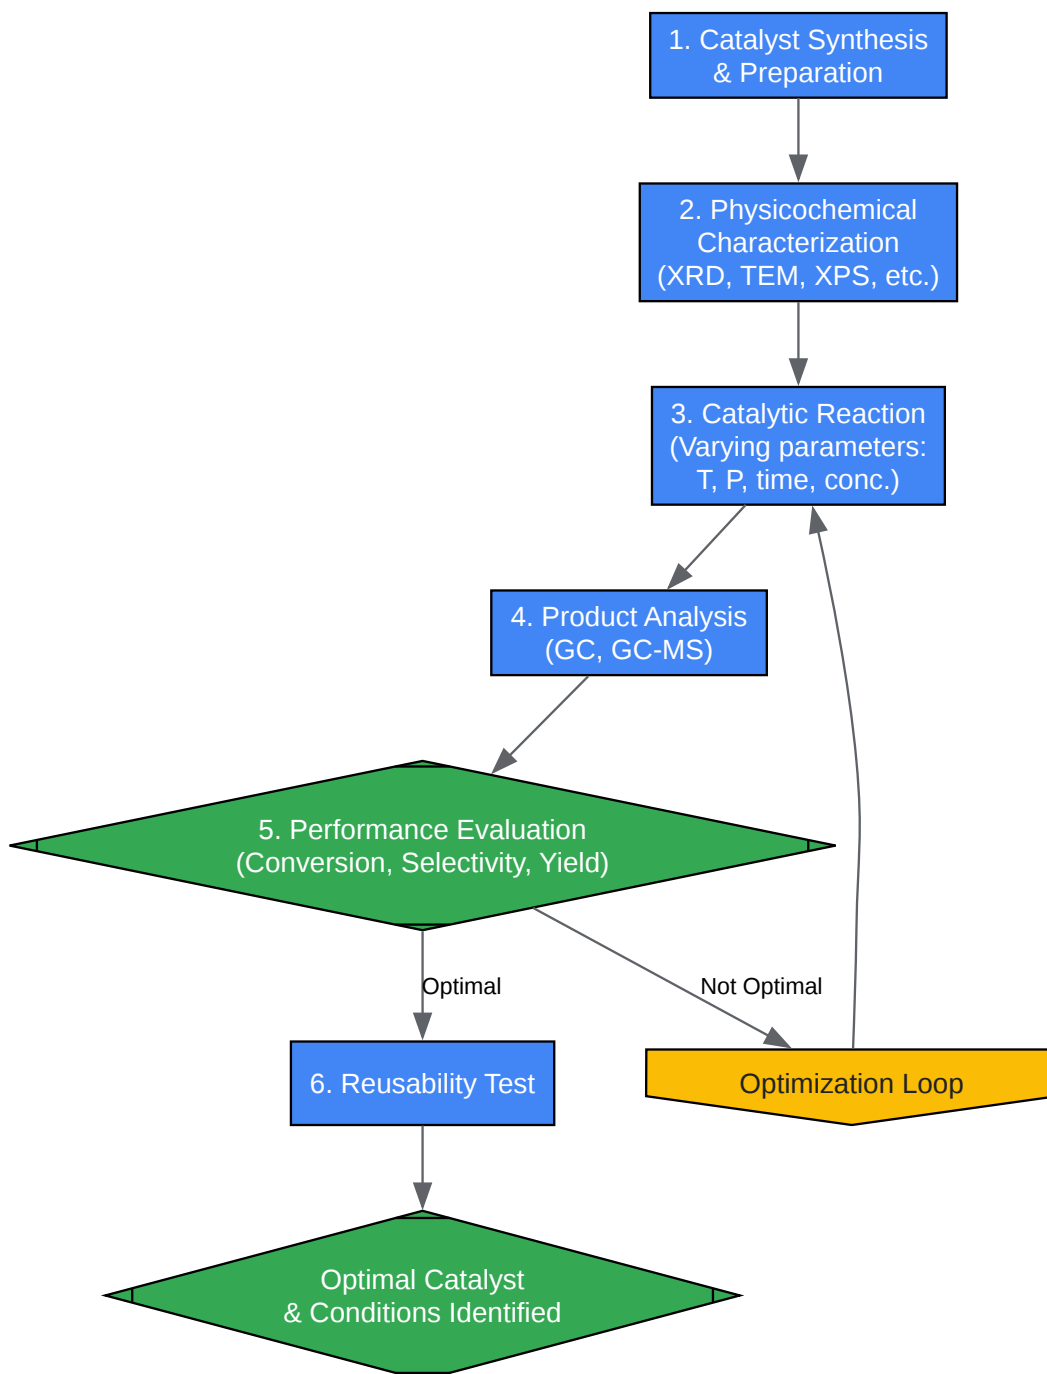 1. Catalyst Synthesis
& Preparation
2. Physicochemical
Characterization
(XRD, TEM, XPS, etc.)
3. Catalytic Reaction
(Varying parameters:
T, P, time, conc.)
4. Product Analysis
(GC, GC-MS)
5. Performance Evaluation
(Conversion, Selectivity, Yield)
Optimal
Not Optimal
6. Reusability Test
Optimization Loop
Optimal Catalyst
& Conditions Identified